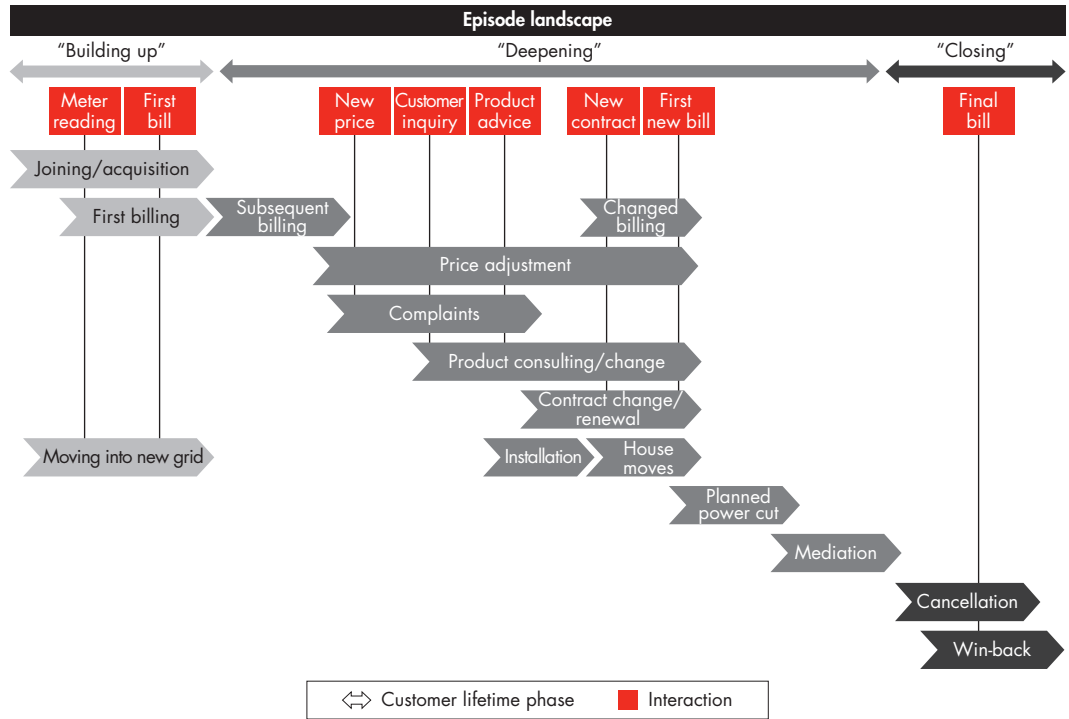 Episode landscape
“Building up”
“Deepening”
“Closing”
Meter
reading
First
bill
New
price
Customer
inquiry
Product
advice
New
contract
First
new bill
Final
bill
Joining/acquisition
First billing
Subsequent
billing
Changed
billing
Price adjustment
Complaints
Product consulting/change
Contract change/
renewal
Moving into new grid
Installation
House
moves
Planned
power cut
Mediation
Cancellation
Win-back
Customer lifetime phase
Interaction